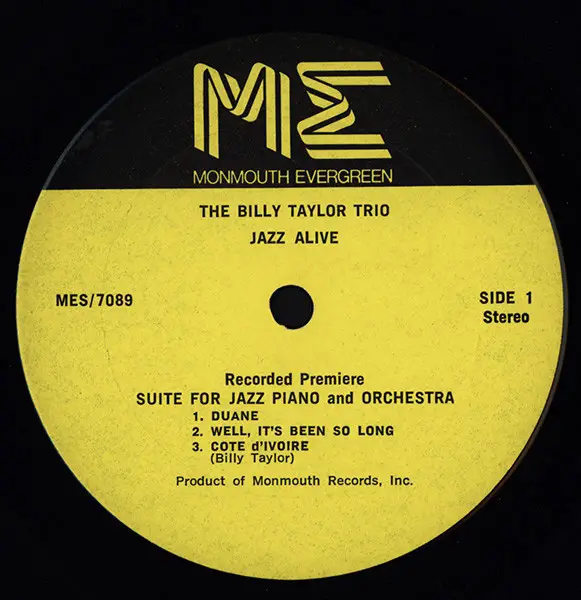 ME
MONMOUTH EVERGREEN
THE BILLY TAYLOR TRIO
JAZZ ALIVE
MES/7089
SIDE 1
Stereo
Recorded Premiere
SUITE FOR JAZZ PIANO and ORCHESTRA
1. DUANE
2. WELL, IT'S BEEN SO LONG
3. COTE d'IVOIRE
(Billy Taylor)
Product of Monmouth Records, Inc.